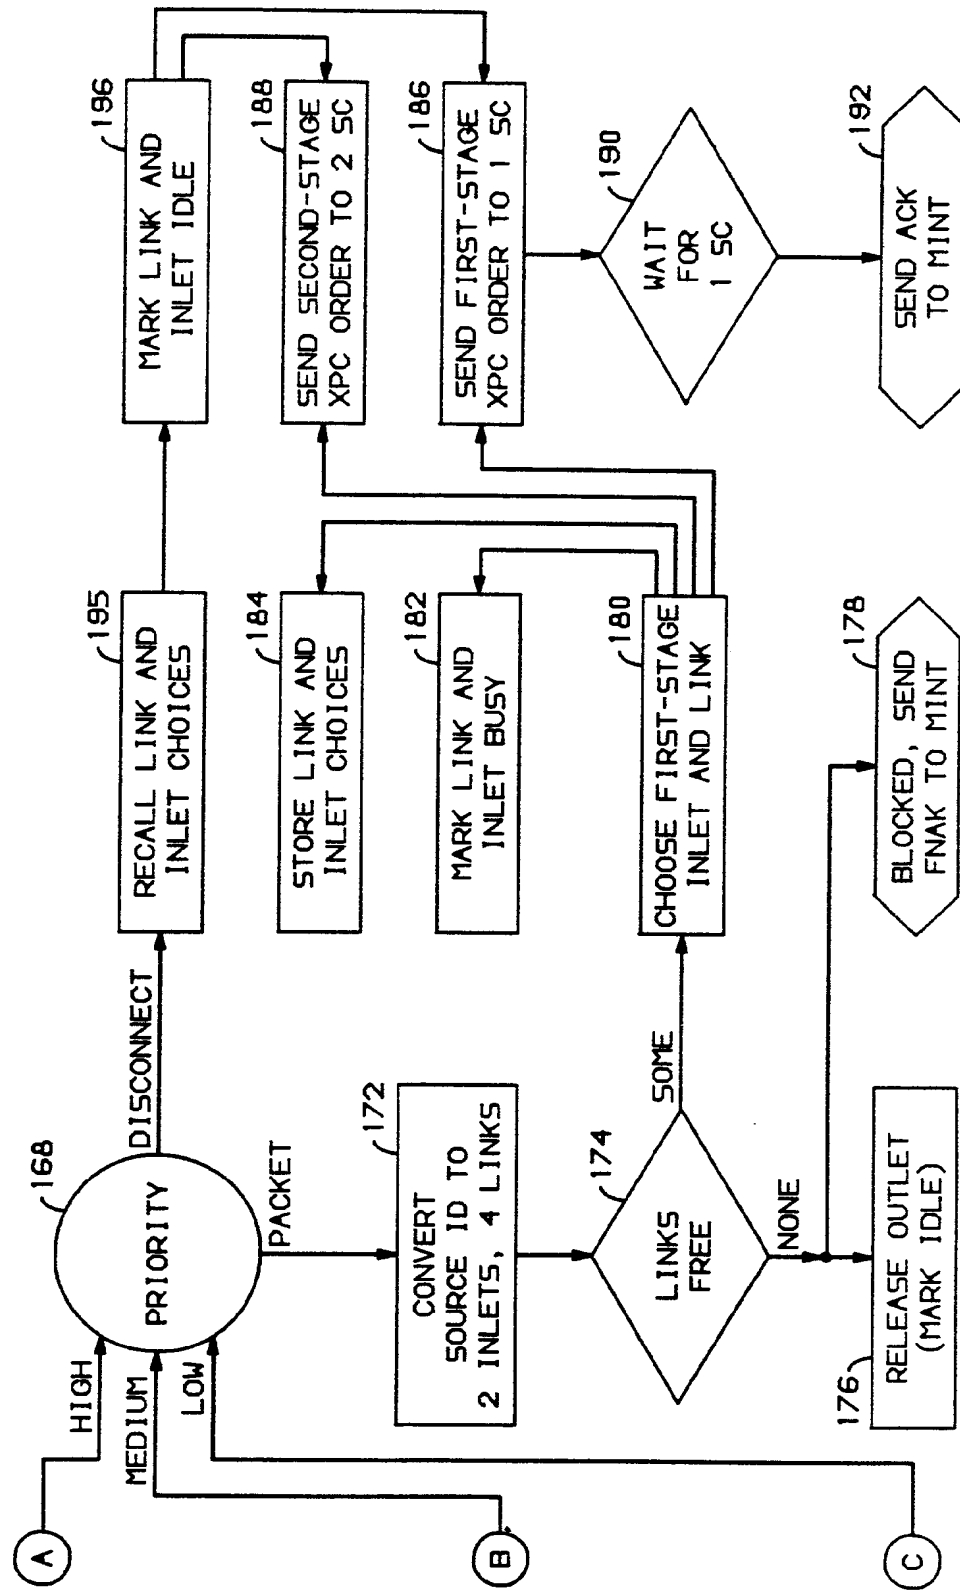 A
B
C
HIGH
MEDIUM
LOW
168
PRIORITY
DISCONNECT
PACKET
195
RECALL LINK AND
INLET CHOICES
196
MARK LINK AND
INLET IDLE
184
STORE LINK AND
INLET CHOICES
188
SEND SECOND-STAGE
XPC ORDER TO 2 SC
172
CONVERT
SOURCE ID TO
2 INLETS, 4 LINKS
182
MARK LINK AND
INLET BUSY
186
SEND FIRST-STAGE
XPC ORDER TO 1 SC
174
LINKS
FREE
SOME
NONE
180
CHOOSE FIRST-STAGE
INLET AND LINK
190
WAIT
FOR
1 SC
176
RELEASE OUTLET
(MARK IDLE)
178
BLOCKED, SEND
FNAK TO MINT
192
SEND ACK
TO MINT